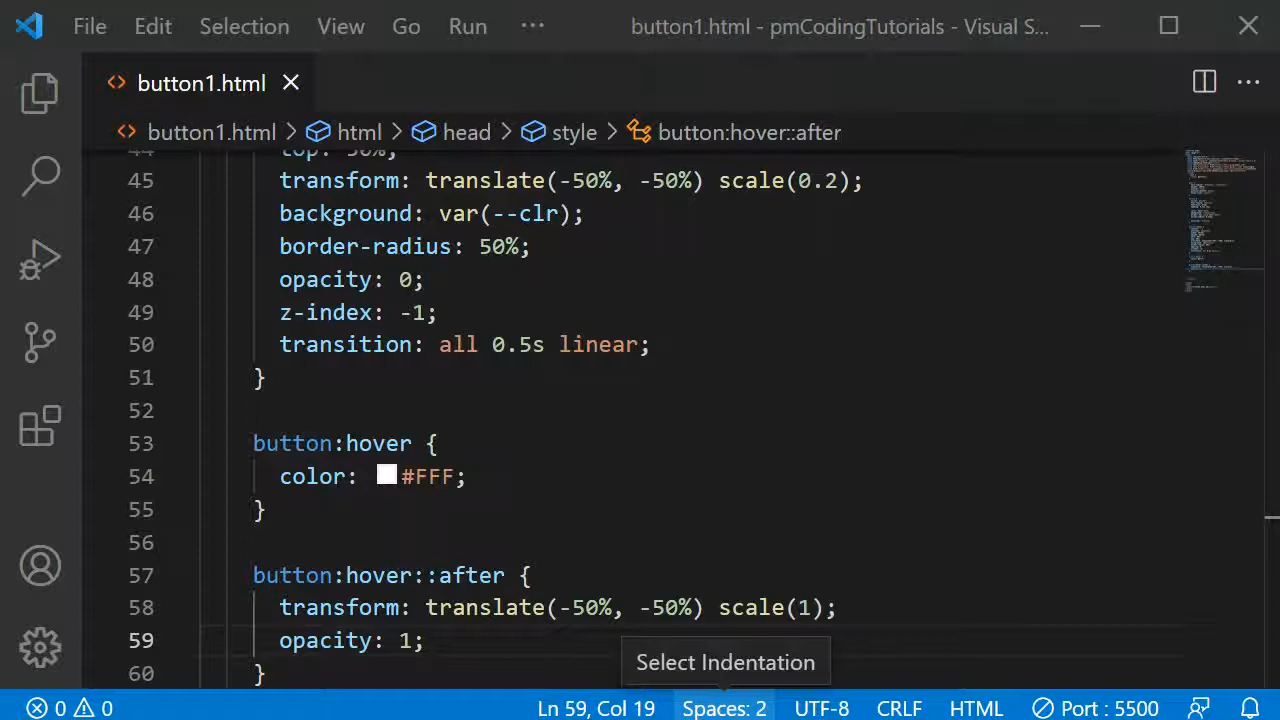 File Edit Selection View Go Run ··· button1.html - pmCodingTutorials - Visual S...
button1.html
button1.html > html > head > style > button:hover::after
44 top: 50%;
45 transform: translate(-50%, -50%) scale(0.2);
46 background: var(--clr);
47 border-radius: 50%;
48 opacity: 0;
49 z-index: -1;
50 transition: all 0.5s linear;
51 }
52
53 button:hover {
54 color: #FFF;
55 }
56
57 button:hover::after {
58 transform: translate(-50%, -50%) scale(1);
59 opacity: 1;
60 }
Select Indentation
0 0 Ln 59, Col 19 Spaces: 2 UTF-8 CRLF HTML Port : 5500